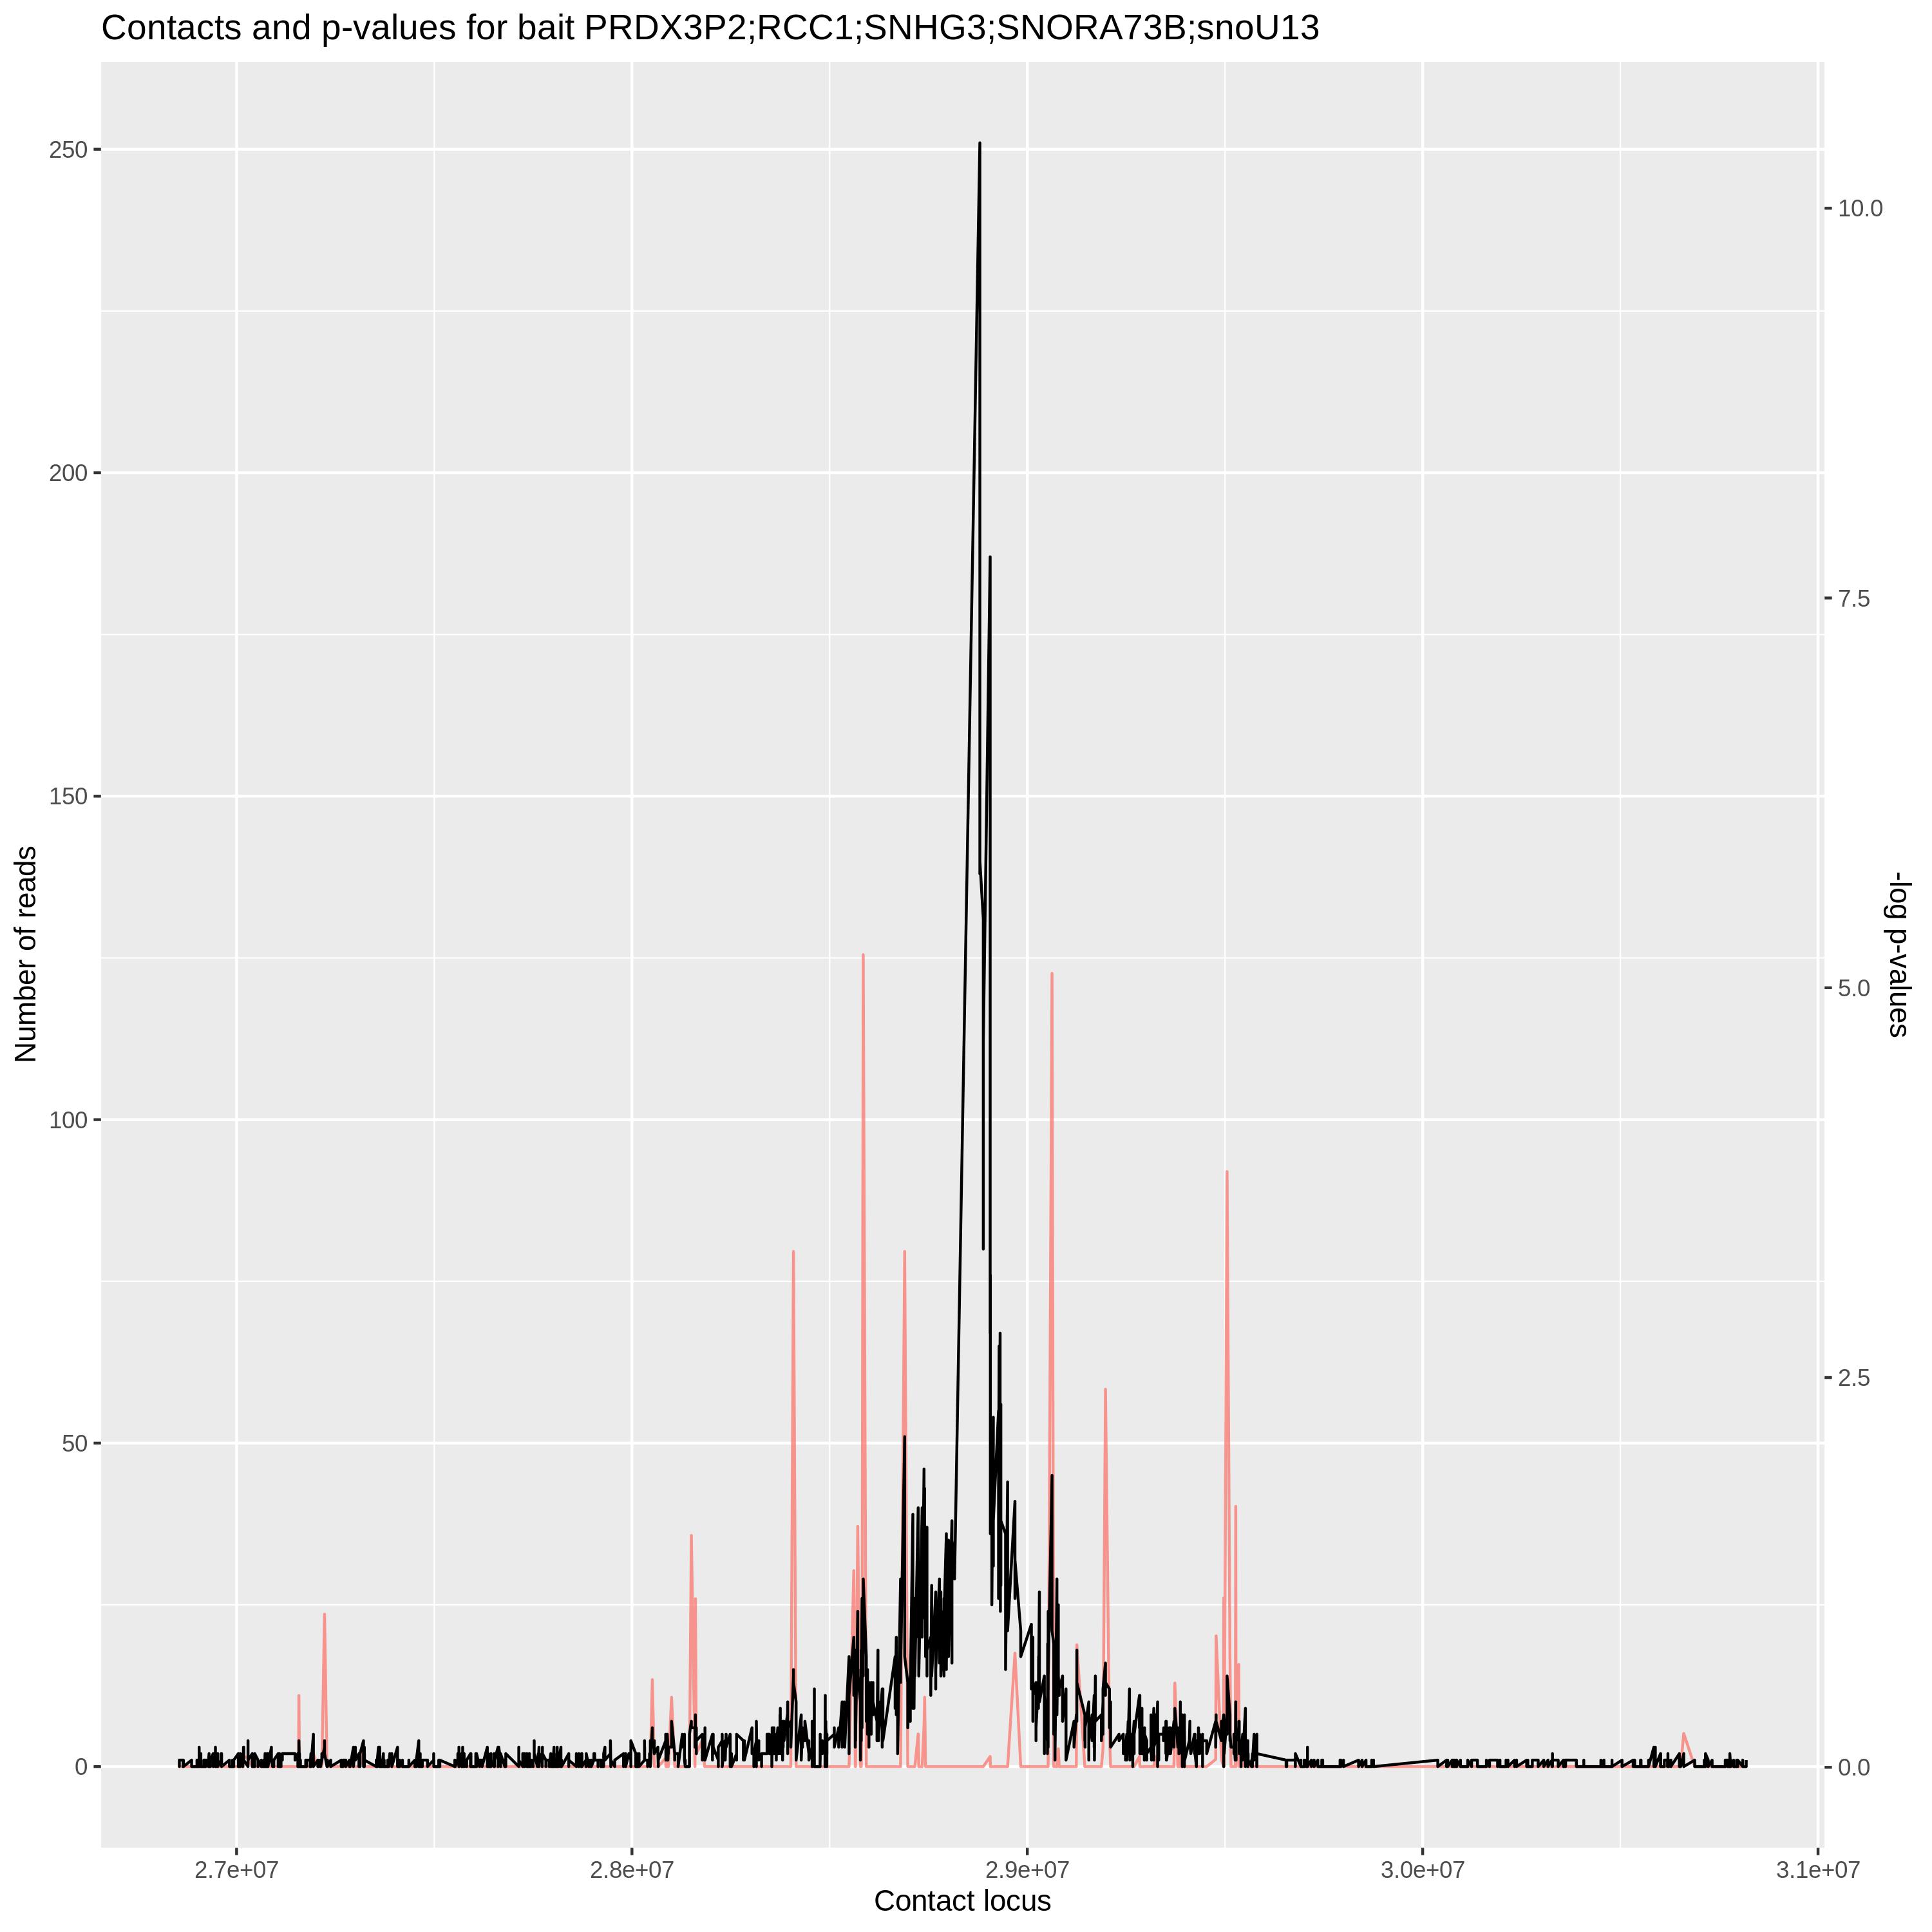 Contacts and p-values for bait PRDX3P2;RCC1;SNHG3;SNORA73B;snoU13
250
200
150
100
50
0
Number of reads
10.0
7.5
5.0
2.5
0.0
-log p-values
2.7e+07
2.8e+07
2.9e+07
3.0e+07
3.1e+07
Contact locus